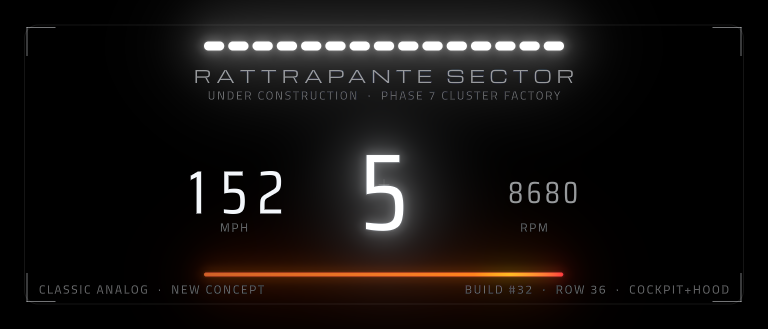 RATTRAPANTE SECTOR
UNDER CONSTRUCTION · PHASE 7 CLUSTER FACTORY
152 5 8680
MPH RPM
CLASSIC ANALOG · NEW CONCEPT BUILD #32 · ROW 36 · COCKPIT+HOOD